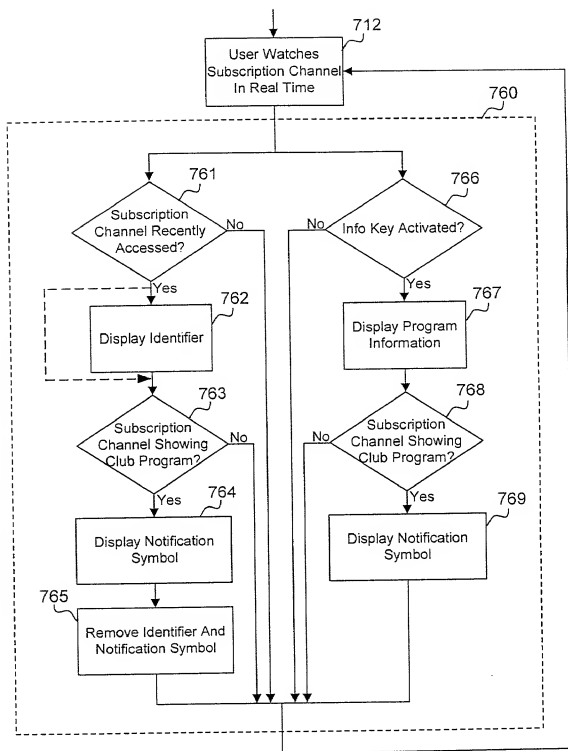 712
User Watches
Subscription Channel
In Real Time
760
761
Subscription
Channel Recently
Accessed?
No
Yes
762
Display Identifier
763
Subscription
Channel Showing
Club Program?
No
Yes
764
Display Notification
Symbol
765
Remove Identifier And
Notification Symbol
766
Info Key Activated?
No
Yes
767
Display Program
Information
768
Subscription
Channel Showing
Club Program?
No
Yes
769
Display Notification
Symbol